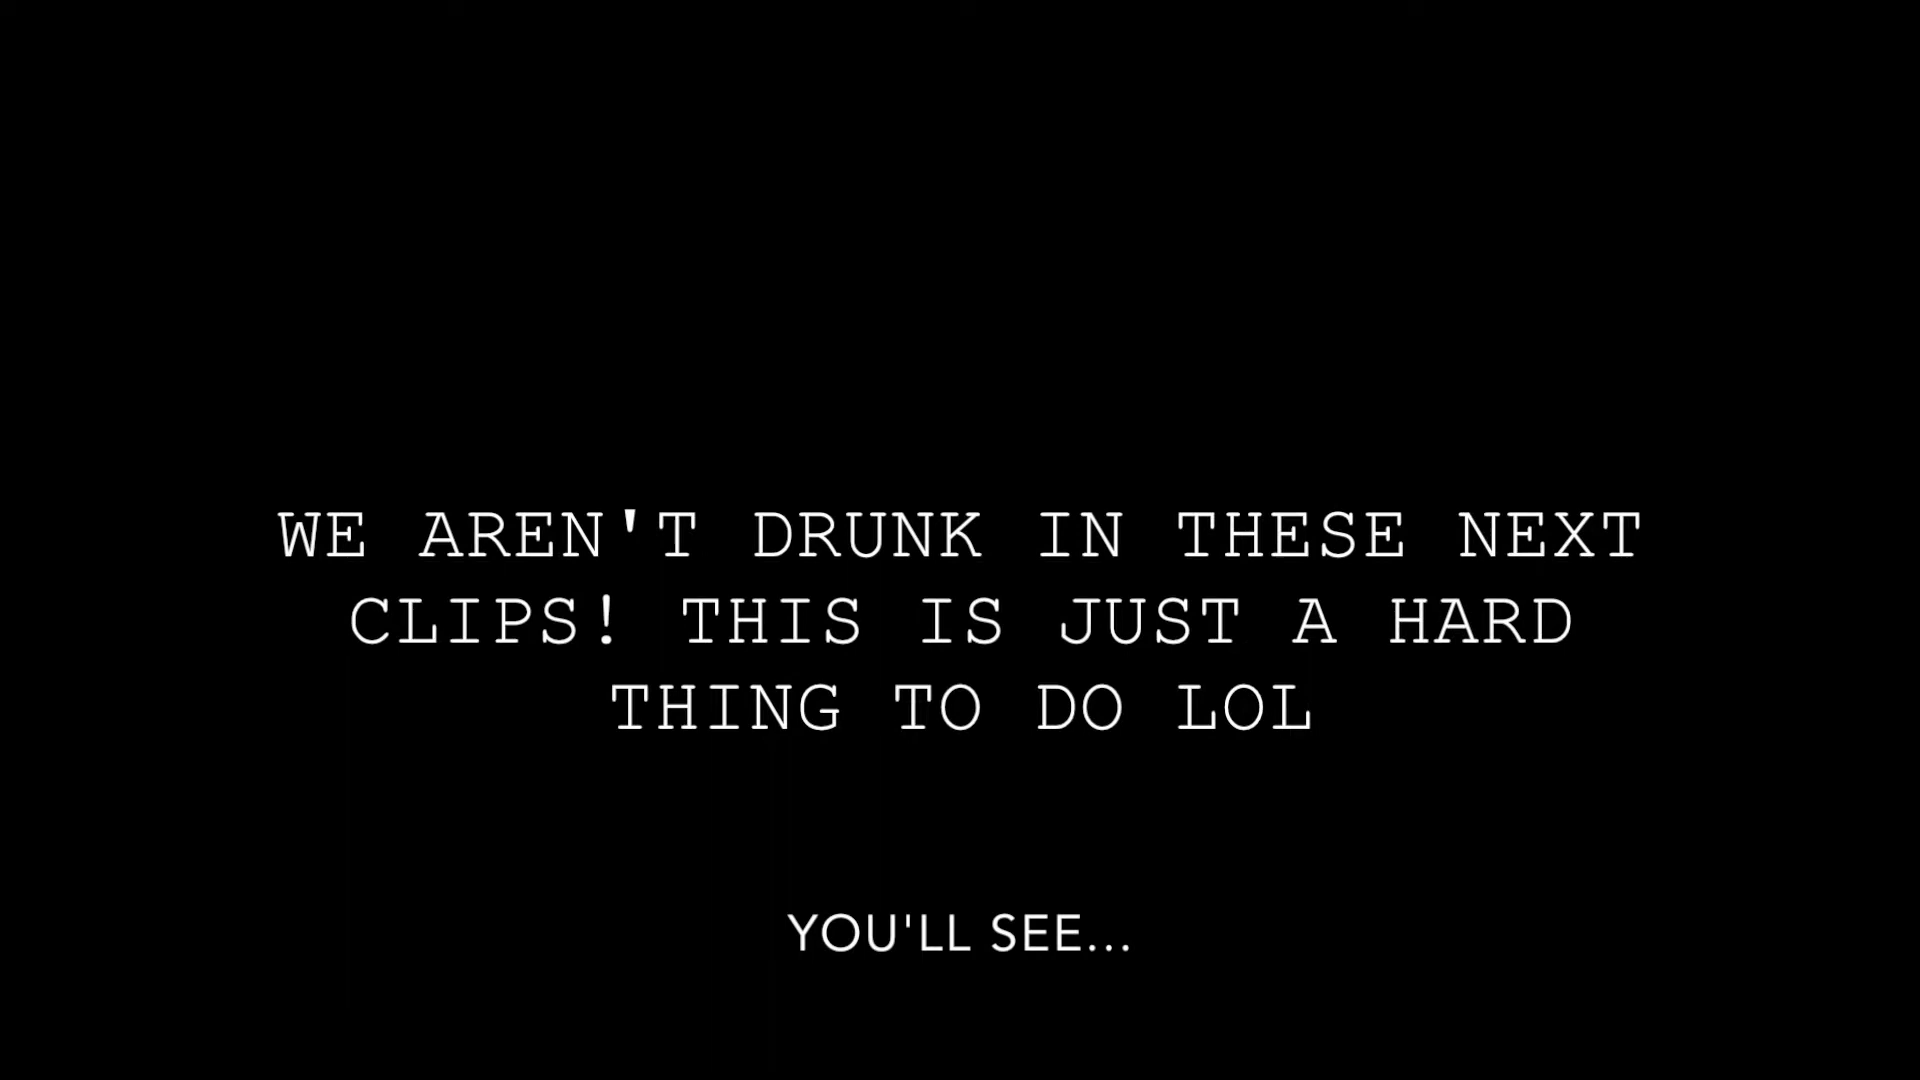 WE AREN'T DRUNK IN THESE NEXT
CLIPS! THIS IS JUST A HARD
THING TO DO LOL
YOU'LL SEE...